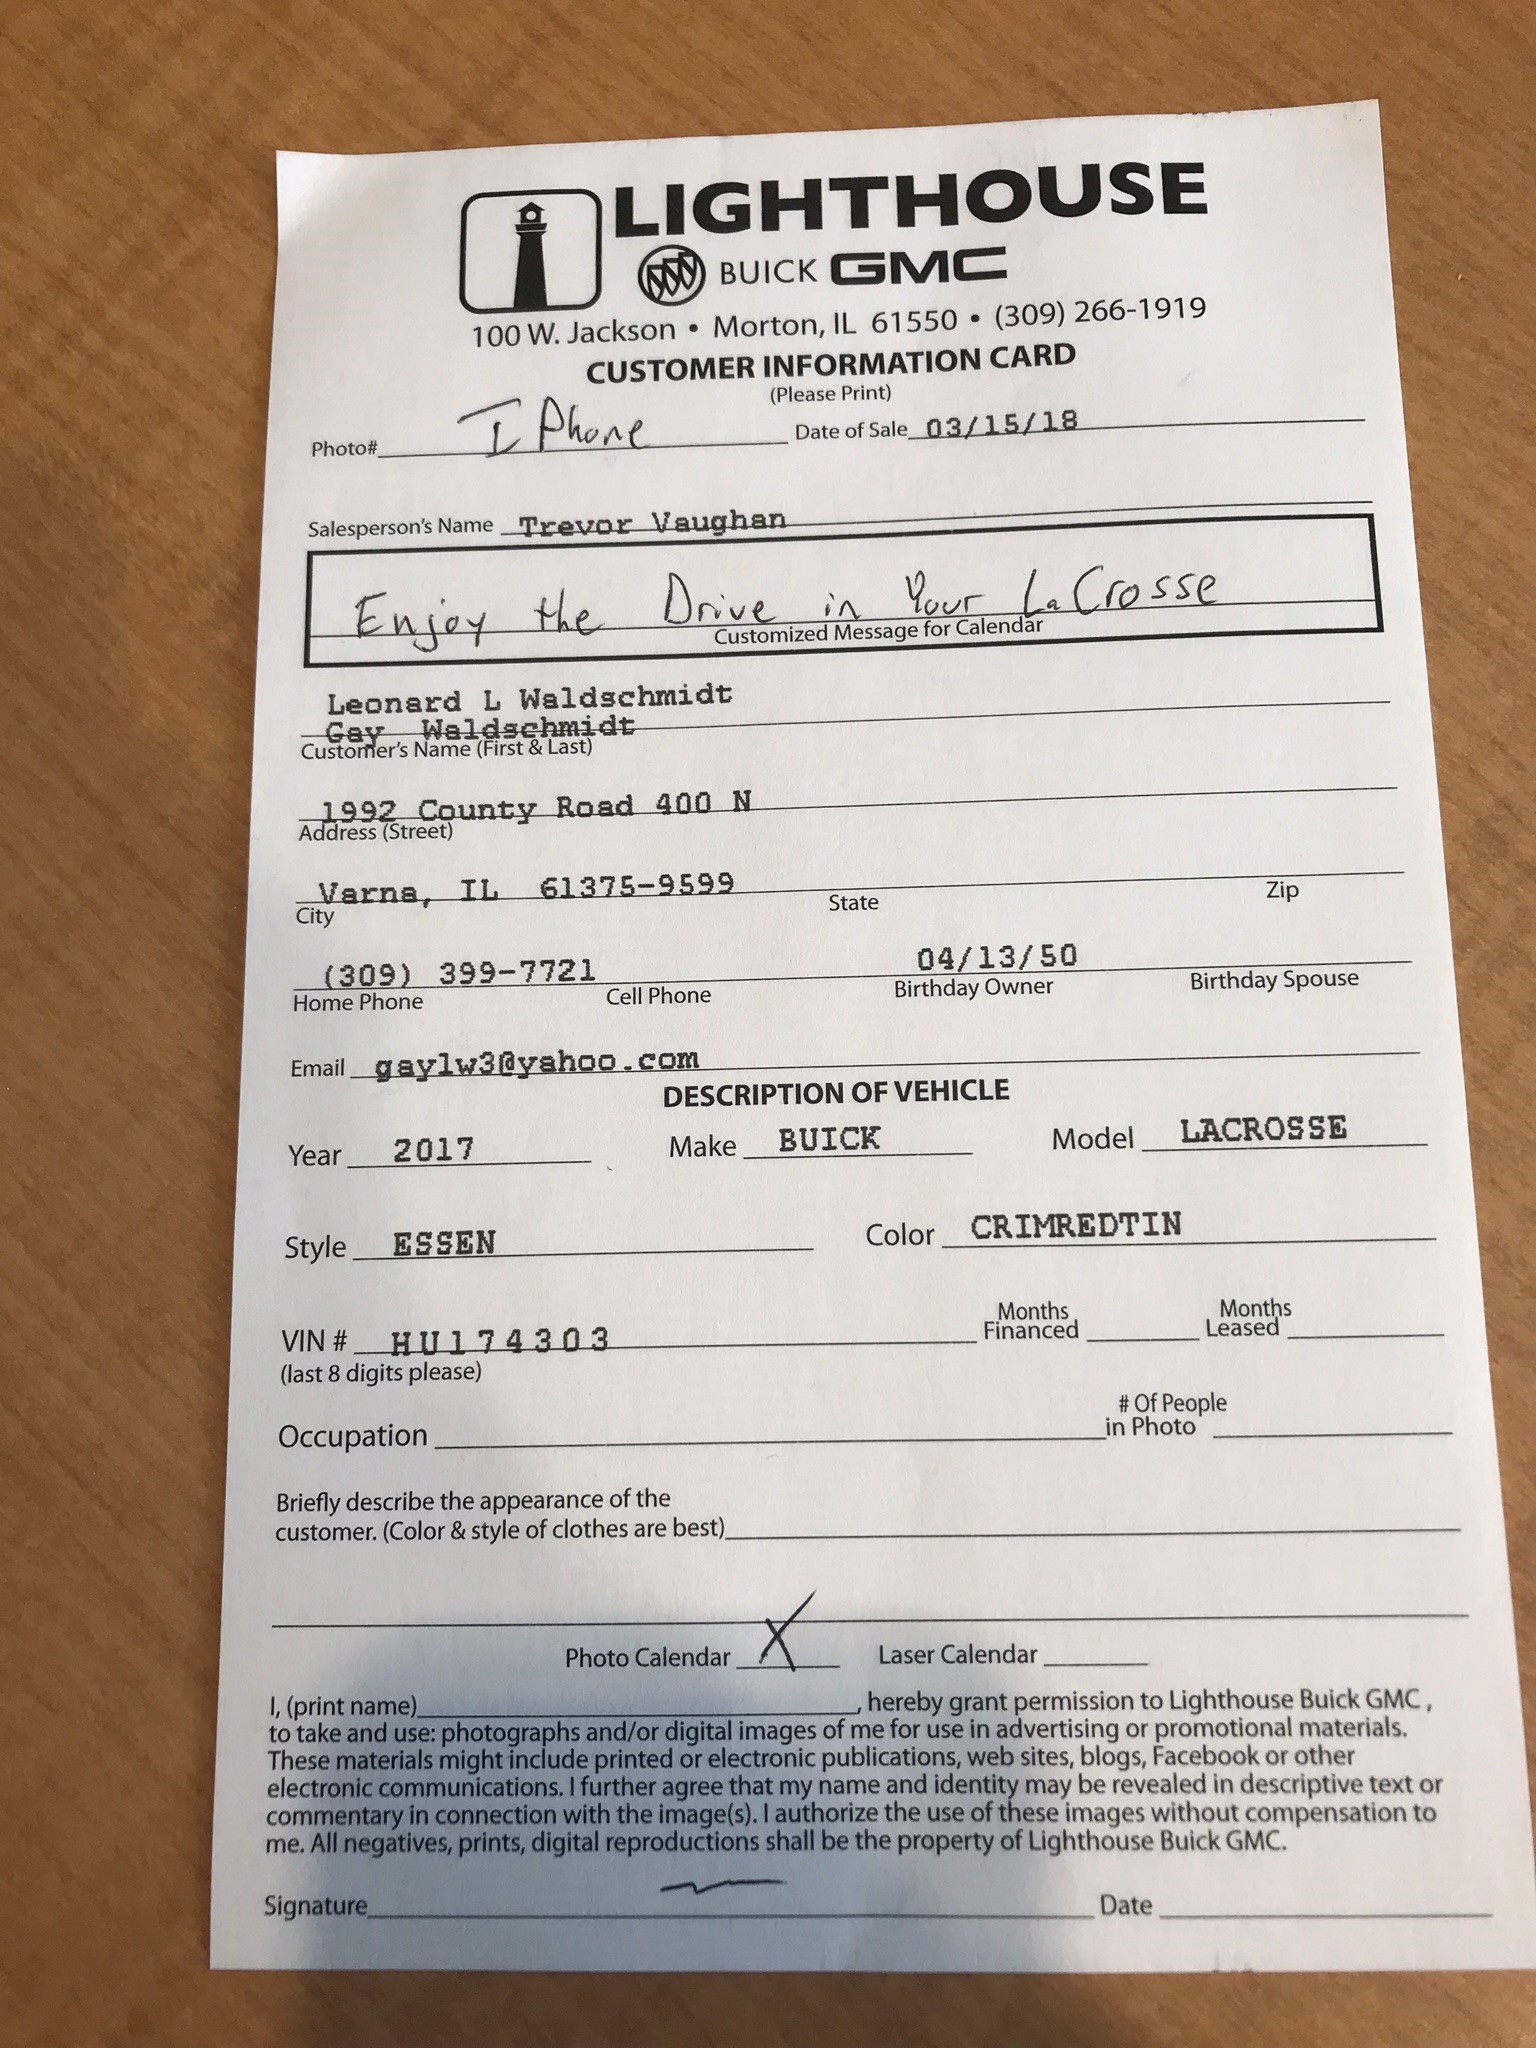 LIGHTHOUSE
BUICK GMC
100 W. Jackson • Morton, IL 61550 • (309) 266-1919
CUSTOMER INFORMATION CARD
(Please Print)
Photo# I Phone Date of Sale 03/15/18
Salesperson's Name Trevor Vaughan
Enjoy the Drive in Your LaCrosse
Customized Message for Calendar
Leonard L Waldschmidt
Gay Waldschmidt
Customer's Name (First & Last)
1992 County Road 400 N
Address (Street)
Varna, IL 61375-9599
City State Zip
(309) 399-7721 04/13/50
Home Phone Cell Phone Birthday Owner Birthday Spouse
Email gaylw3@yahoo.com
DESCRIPTION OF VEHICLE
Year 2017 Make BUICK Model LACROSSE
Style ESSEN Color CRIMREDTIN
VIN # HU174303 Months Financed Months Leased
(last 8 digits please)
Occupation # Of People in Photo
Briefly describe the appearance of the
customer. (Color & style of clothes are best)
Photo Calendar X Laser Calendar
I, (print name) , hereby grant permission to Lighthouse Buick GMC ,
to take and use: photographs and/or digital images of me for use in advertising or promotional materials.
These materials might include printed or electronic publications, web sites, blogs, Facebook or other
electronic communications. I further agree that my name and identity may be revealed in descriptive text or
commentary in connection with the image(s). I authorize the use of these images without compensation to
me. All negatives, prints, digital reproductions shall be the property of Lighthouse Buick GMC.
Signature Date